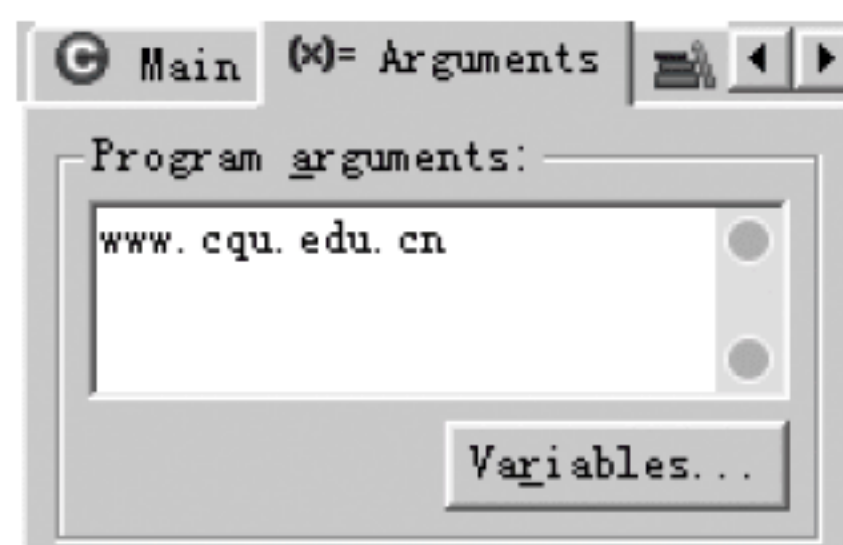 Main (x)= Arguments
Program arguments:
www.cqu.edu.cn
Variables...